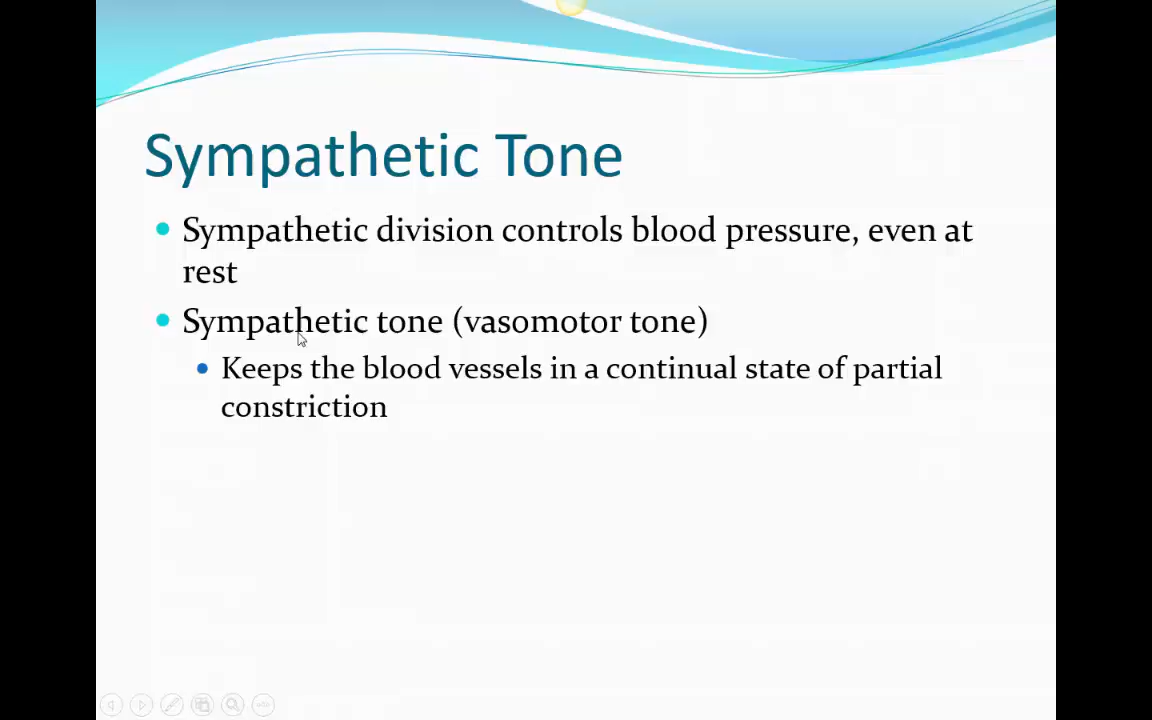 Sympathetic Tone
Sympathetic division controls blood pressure, even at
rest
Sympathetic tone (vasomotor tone)
Keeps the blood vessels in a continual state of partial
constriction